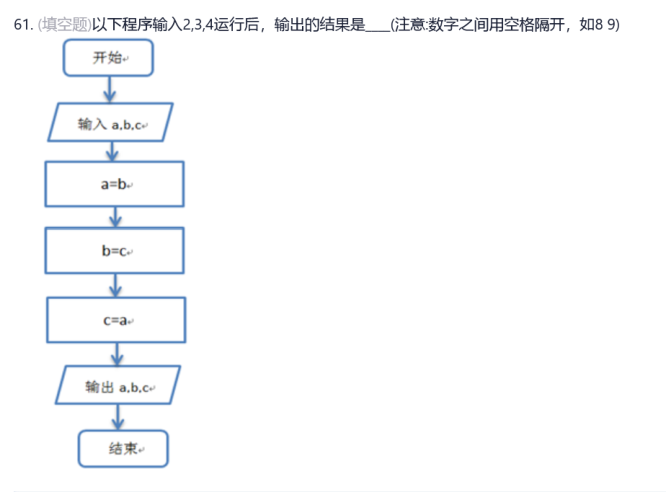 61. (填空题)以下程序输入2,3,4运行后，输出的结果是___(注意:数字之间用空格隔开，如8 9)
开始
输入 a,b,c
a=b
b=c
c=a
输出 a,b,c
结束